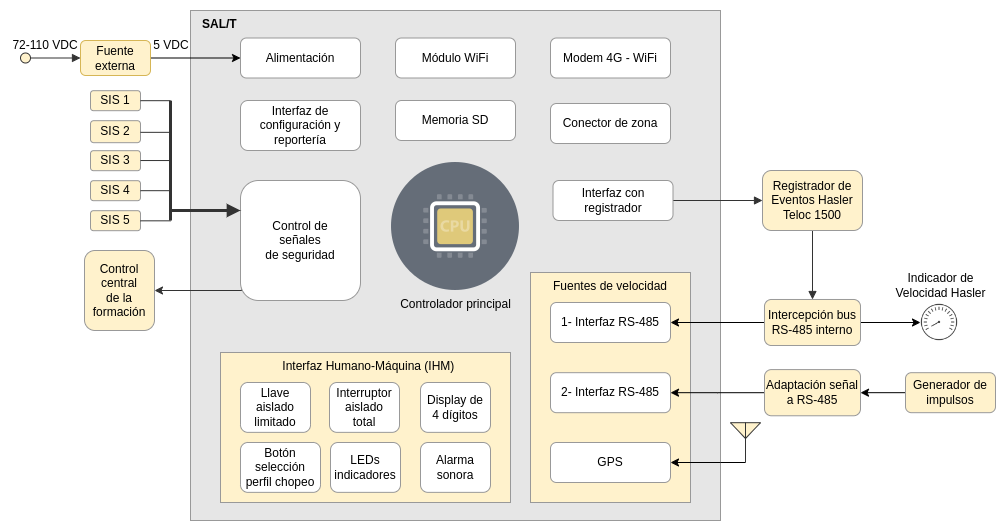 SAL/T
72-110 VDC
Fuente
externa
5 VDC
Alimentación
Módulo WiFi
Modem 4G - WiFi
SIS 1
SIS 2
SIS 3
SIS 4
SIS 5
Interfaz de
configuración y
reportería
Memoria SD
Conector de zona
Control de
señales
de seguridad
CPU
Controlador principal
Interfaz con
registrador
Registrador de
Eventos Hasler
Teloc 1500
Control
central
de la
formación
Fuentes de velocidad
1- Interfaz RS-485
2- Interfaz RS-485
GPS
Intercepción bus
RS-485 interno
Indicador de
Velocidad Hasler
Adaptación señal
a RS-485
Generador de
impulsos
Interfaz Humano-Máquina (IHM)
Llave
aislado
limitado
Interruptor
aislado
total
Display de
4 dígitos
Botón
selección
perfil chopeo
LEDs
indicadores
Alarma
sonora